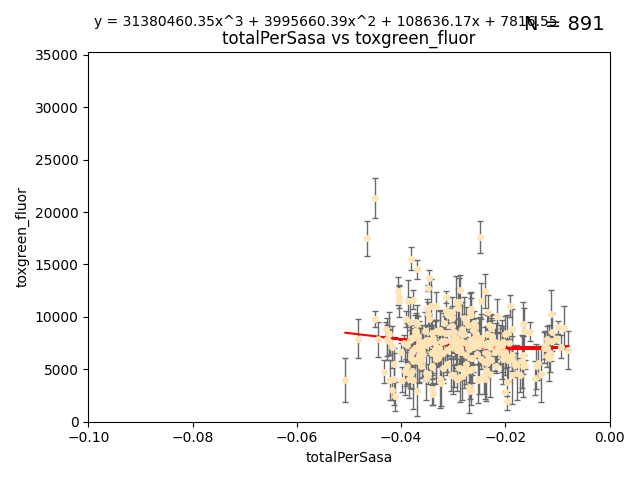 y = 31380460.35x^3 + 3995660.39x^2 + 108636.17x + 7816.55
N = 891
totalPerSasa vs toxgreen_fluor
35000
30000
25000
20000
15000
10000
5000
0
toxgreen_fluor
−0.10 −0.08 −0.06 −0.04 −0.02 0.00
totalPerSasa